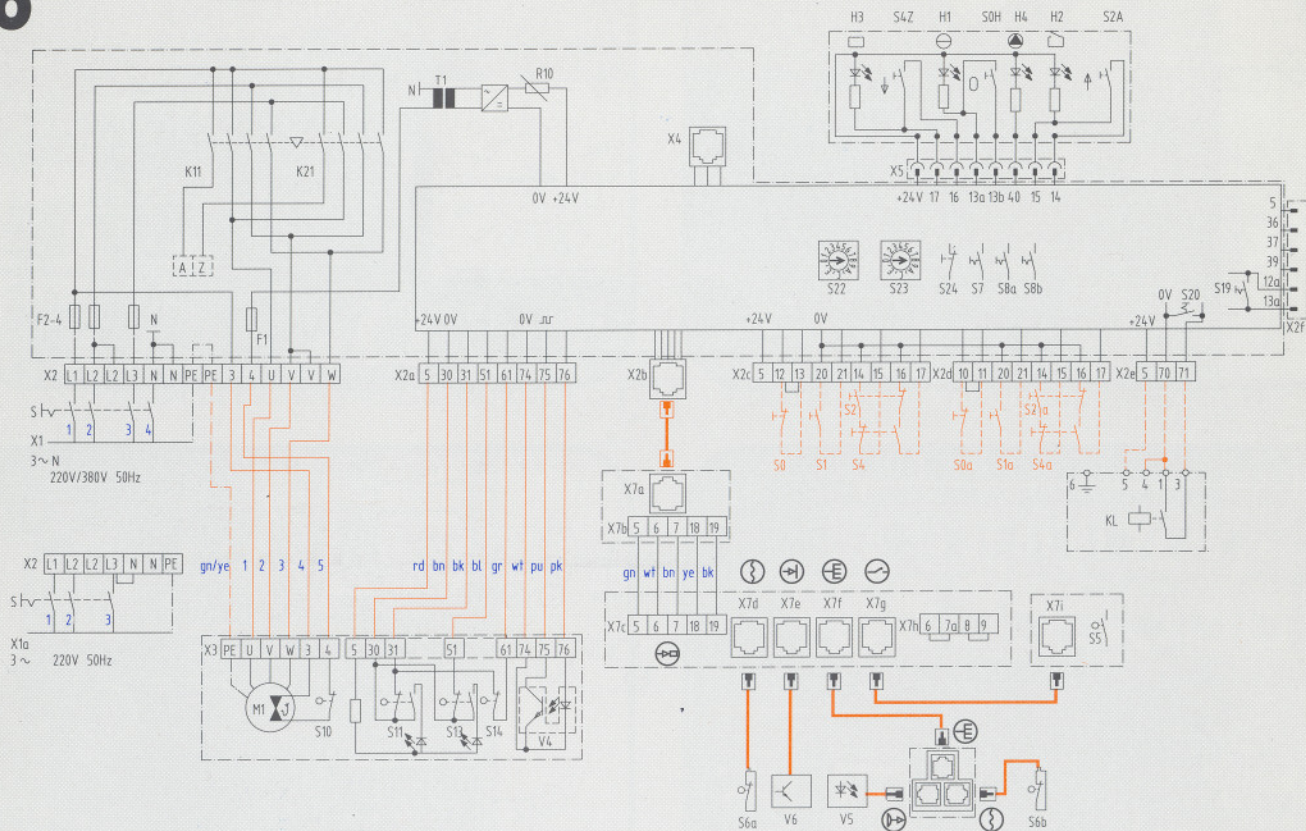 6
H3 S4Z H1 S0H H4 H2 S2A
N T1 R10
X4
K11 K21
X5
0V +24V
+24V 17 16 13a 13b 40 15 14
A Z
5
36
37
39
12a
13a
S22 S23 S24 S7 S8a S8b
S19
0V S20
F2-4 N F1
+24V 0V 0V
+24V 0V
+24V
X2f
X2 L1 L2 L2 L3 N N PE PE 3 4 U V V W
X2a 5 30 31 51 61 74 75 76
X2b
X2c 5 12 13 20 21 14 15 16 17
X2d 10 11 20 21 14 15 16 17
X2e 5 70 71
S
1 2 3 4
X1
3~ N
220V/380V 50Hz
S2 S2a
S0 S1 S4 S0a S1a S4a
6 5 4 1 3
KL
X7a
X7b 5 6 7 18 19
X2 L1 L2 L2 L3 N N PE
gn/ye 1 2 3 4 5
rd bn bk bl gr wt pu pk
gn wt bn ye bk
S
1 2 3
X1a
3~ 220V 50Hz
X7d X7e X7f X7g
X7c 5 6 7 18 19
X7h 6 7a 8 9
X7i
S5
X3 PE U V W 3 4 5 30 31 51 61 74 75 76
M1 S10 S11 S13 S14 V4
S6a V6 V5 S6b